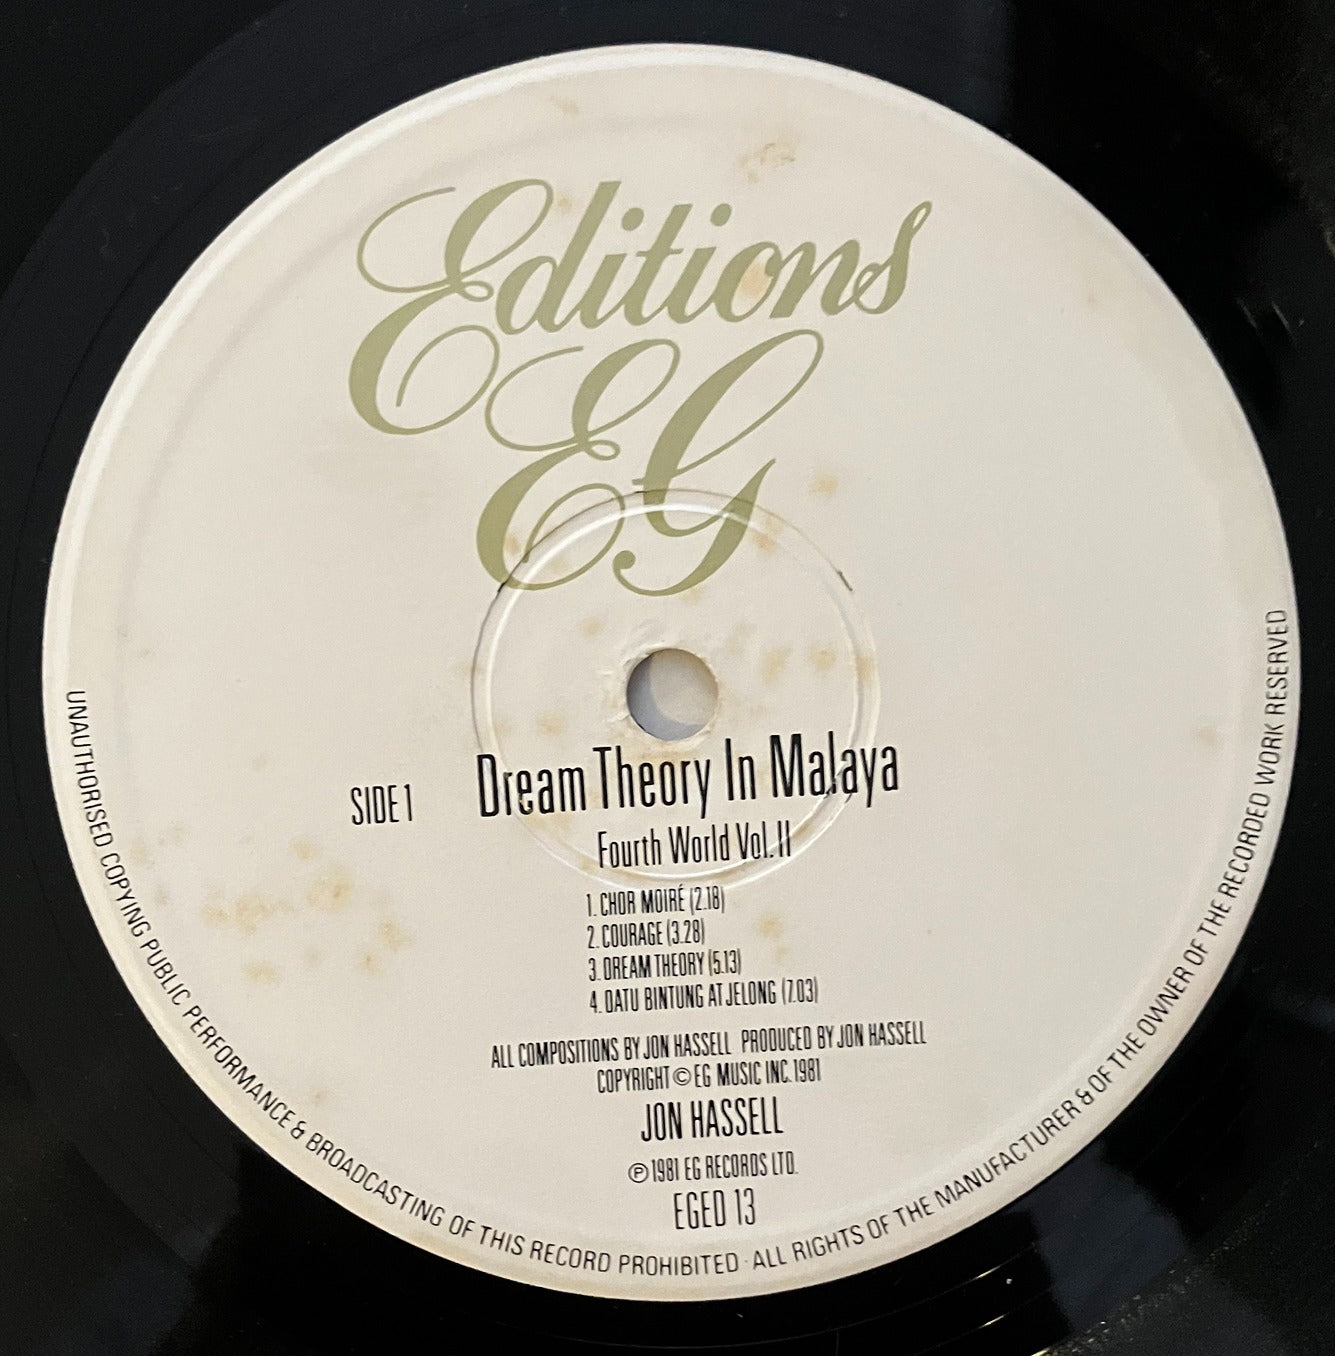 Editions
EG
SIDE 1
Dream Theory In Malaya
Fourth World Vol. II
1. CHOR MOIRÉ (2.18)
2. COURAGE (3.28)
3. DREAM THEORY (5.13)
4. DATU BINTUNG AT JELONG (7.03)
ALL COMPOSITIONS BY JON HASSELL PRODUCED BY JON HASSELL
COPYRIGHT © EG MUSIC INC. 1981
JON HASSELL
℗ 1981 EG RECORDS LTD.
EGED 13
UNAUTHORISED COPYING PUBLIC PERFORMANCE & BROADCASTING OF THIS RECORD PROHIBITED · ALL RIGHTS OF THE MANUFACTURER & OF THE OWNER OF THE RECORDED WORK RESERVED